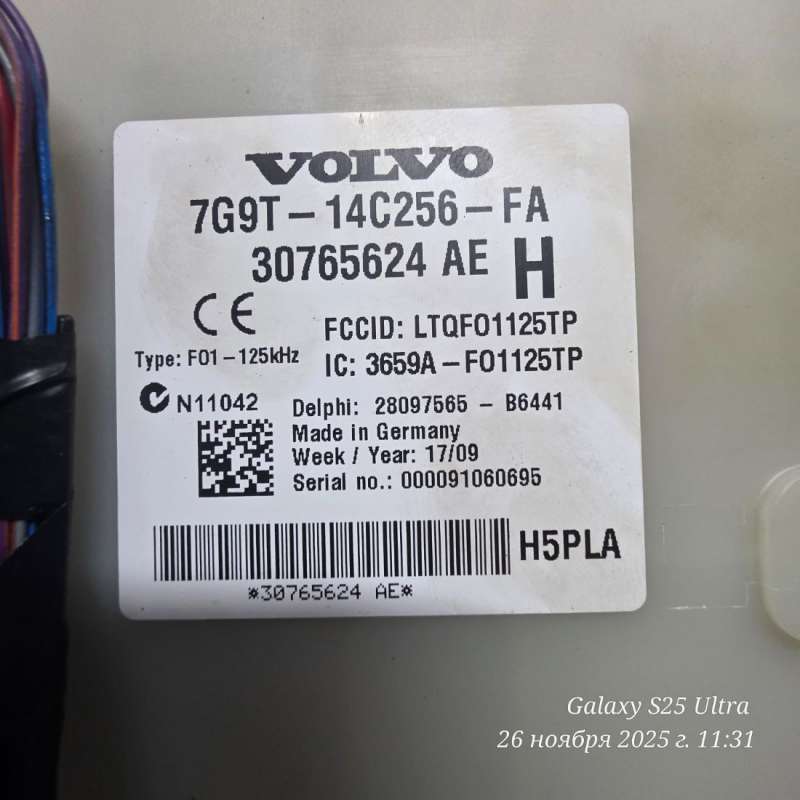 VOLVO
7G9T-14C256-FA
30765624 AE H
CE
FCCID: LTQFO1125TP
Type: F01-125kHz
IC: 3659A-FO1125TP
N11042
Delphi: 28097565 - B6441
Made in Germany
Week / Year: 17/09
Serial no.: 000091060695
H5PLA
*30765624 AE*
Galaxy S25 Ultra
26 ноября 2025 г. 11:31